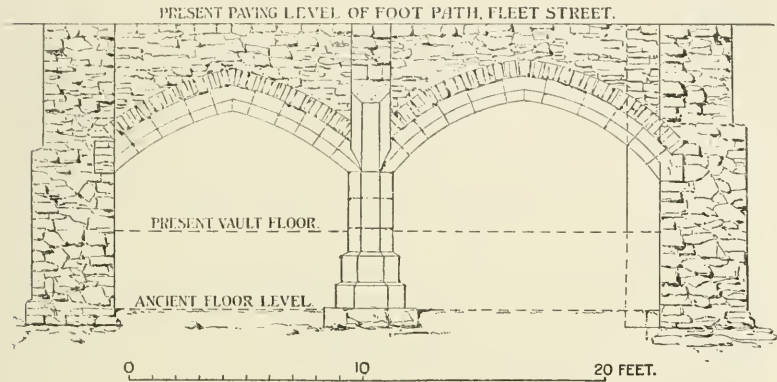 PRESENT PAVING LEVEL OF FOOT PATH, FLEET STREET.
PRESENT VAULT FLOOR.
ANCIENT FLOOR LEVEL.
0 10 20 FEET.